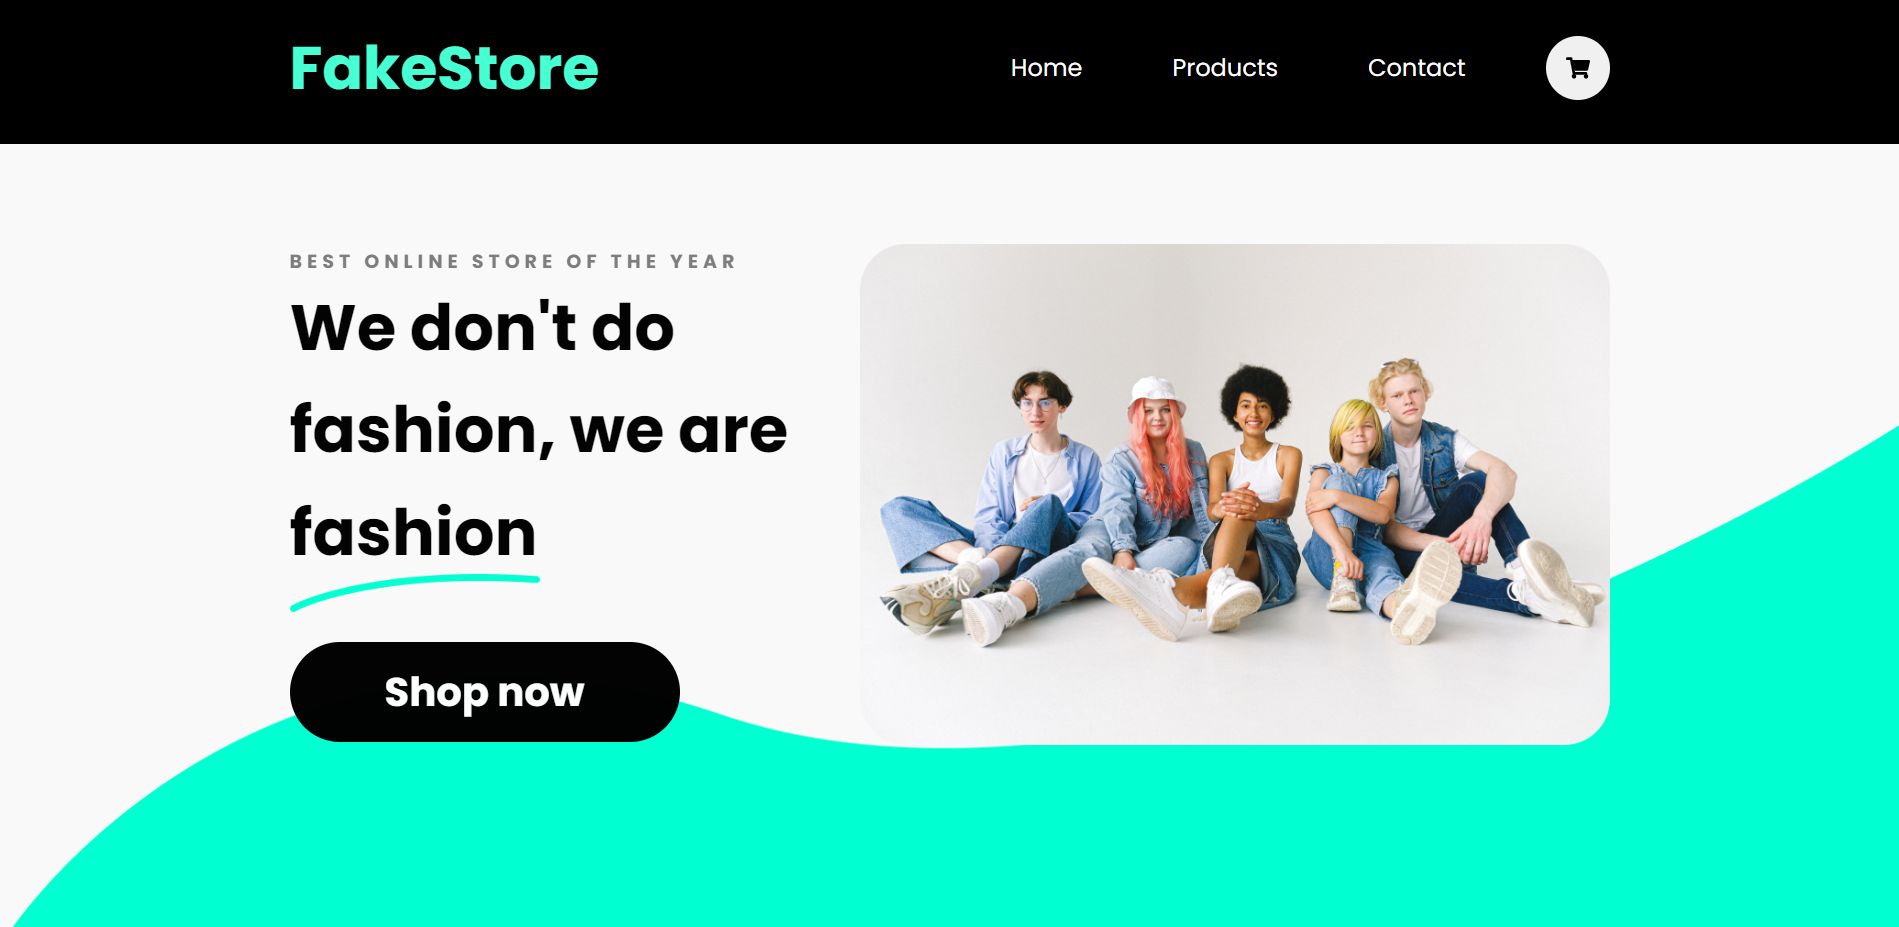 FakeStore
Home Products Contact
BEST ONLINE STORE OF THE YEAR
We don't do
fashion, we are
fashion
Shop now